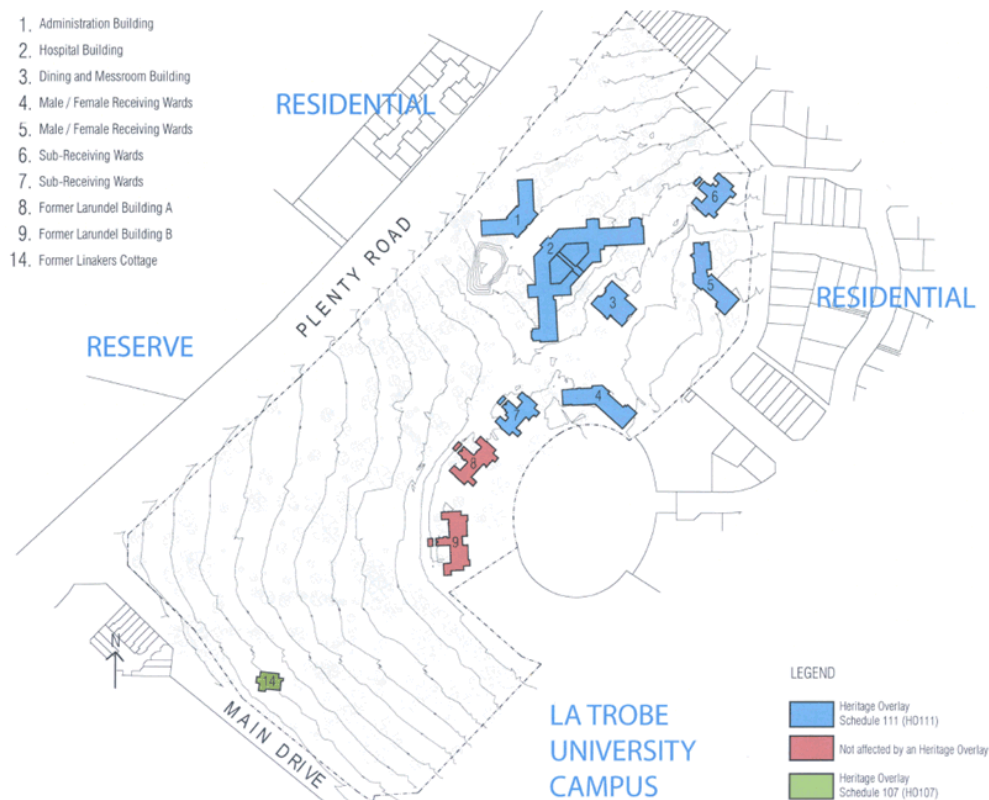 1. Administration Building
2. Hospital Building
3. Dining and Messroom Building
4. Male / Female Receiving Wards
5. Male / Female Receiving Wards
6. Sub-Receiving Wards
7. Sub-Receiving Wards
8. Former Larundel Building A
9. Former Larundel Building B
14. Former Linakers Cottage
RESIDENTIAL
PLENTY ROAD
RESERVE
RESIDENTIAL
1
2
3
4
5
6
7
8
9
14
N
MAIN DRIVE
LA TROBE
UNIVERSITY
CAMPUS
LEGEND
Heritage Overlay
Schedule 111 (HO111)
Not affected by an Heritage Overlay
Heritage Overlay
Schedule 107 (HO107)